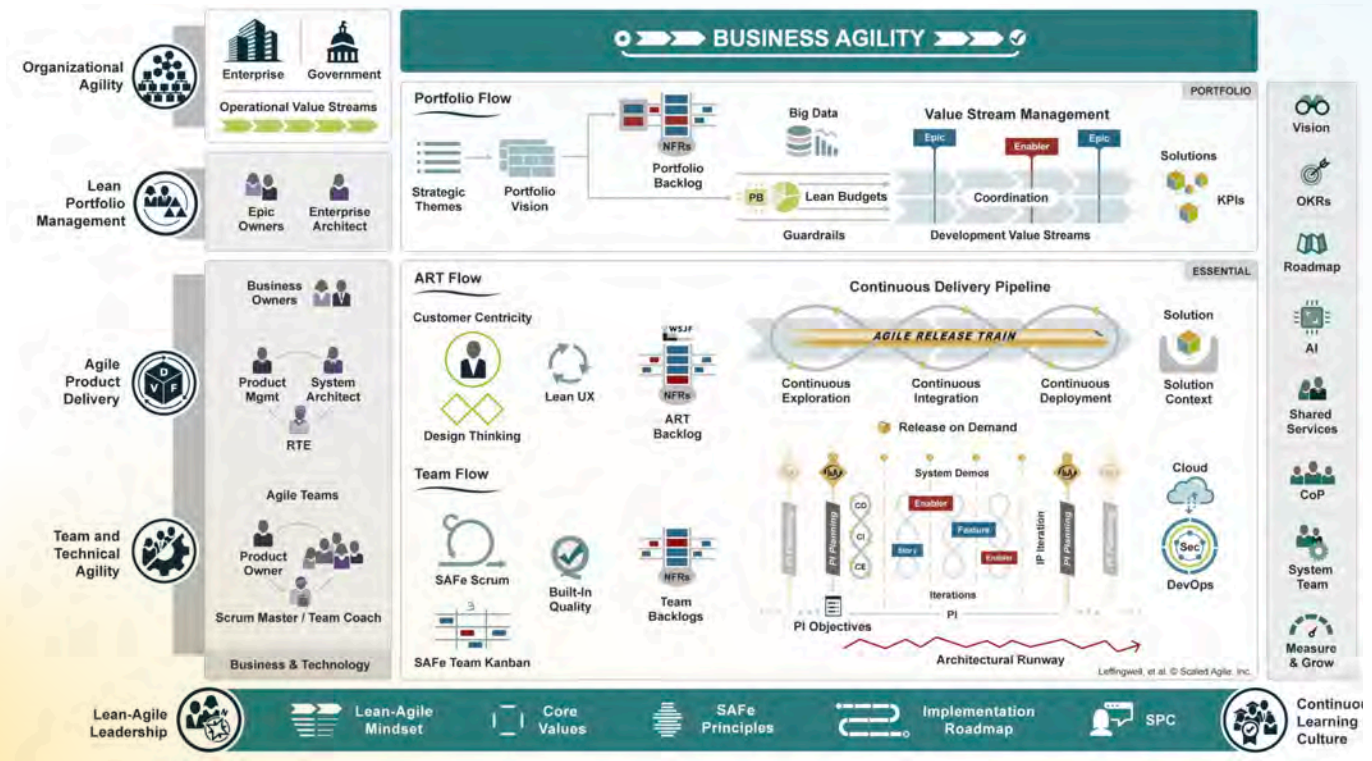 BUSINESS AGILITY
Organizational
Agility
Enterprise
Government
Operational Value Streams
Lean
Portfolio
Management
Epic
Owners
Enterprise
Architect
Portfolio Flow
PORTFOLIO
Strategic
Themes
Portfolio
Vision
NFRs
Portfolio
Backlog
Big Data
PB
Lean Budgets
Guardrails
Value Stream Management
Epic
Enabler
Epic
Coordination
Development Value Streams
Solutions
KPIs
Agile
Product
Delivery
D
V
F
Business
Owners
Product
Mgmt
System
Architect
RTE
Team and
Technical
Agility
Agile Teams
Product
Owner
Scrum Master / Team Coach
Business & Technology
ART Flow
ESSENTIAL
Customer Centricity
Design Thinking
Lean UX
WSJF
NFRs
ART
Backlog
Continuous Delivery Pipeline
AGILE RELEASE TRAIN
Continuous
Exploration
Continuous
Integration
Continuous
Deployment
Release on Demand
Solution
Solution
Context
Team Flow
SAFe Scrum
3
SAFe Team Kanban
Built-In
Quality
NFRs
Team
Backlogs
System Demos
PI Planning
PI Planning
CD
CI
CE
Enabler
Story
Feature
Enabler
IP Iteration
PI Planning
Iterations
PI
PI Objectives
Architectural Runway
Cloud
Sec
DevOps
Leffingwell, et al. © Scaled Agile, Inc.
Vision
OKRs
Roadmap
AI
Shared
Services
CoP
System
Team
Measure
& Grow
Lean-Agile
Leadership
Lean-Agile
Mindset
Core
Values
SAFe
Principles
Implementation
Roadmap
SPC
Continuou
Learning
Culture